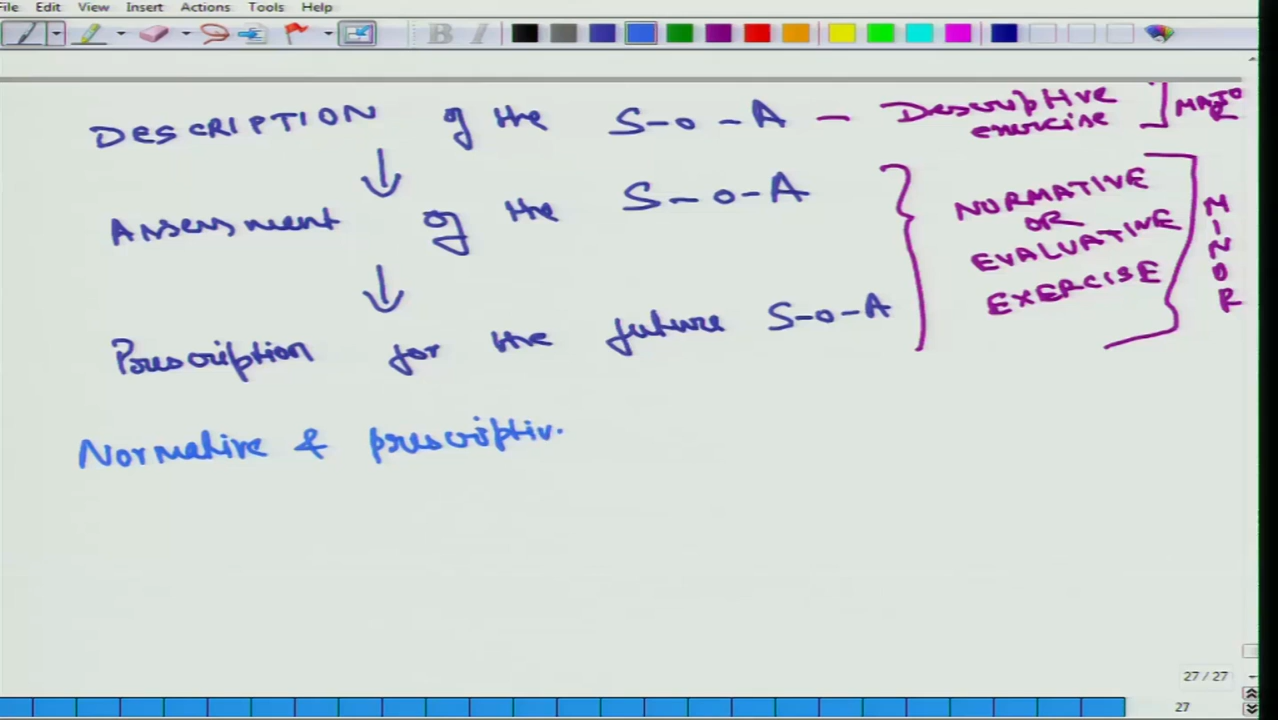 File Edit View Insert Actions Tools Help
B I
DESCRIPTION of the S-O-A - Descriptive exercise ] MAJOR
Assessment of the S-O-A
NORMATIVE
OR
EVALUATIVE
EXERCISE
MINOR
Prescription for the future S-O-A
Normative & prescriptiv
27 / 27
27